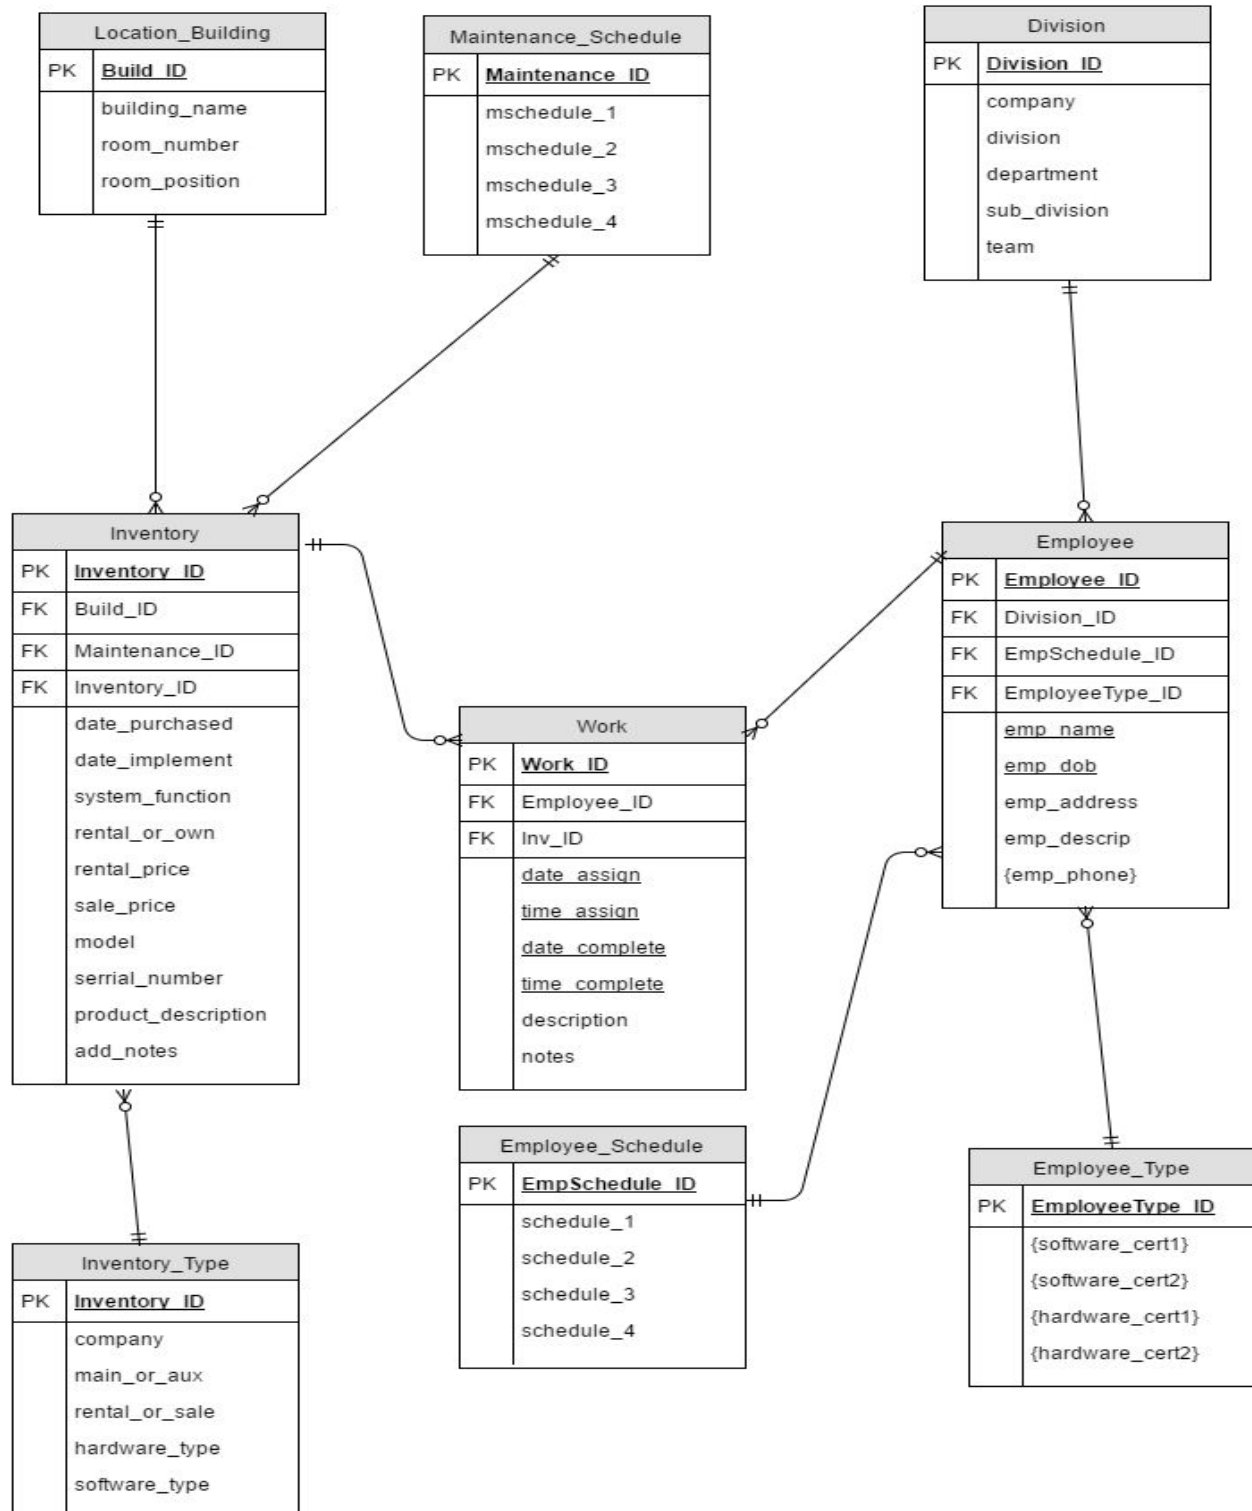 Location_Building
PK Build_ID
building_name
room_number
room_position
Maintenance_Schedule
PK Maintenance_ID
mschedule_1
mschedule_2
mschedule_3
mschedule_4
Division
PK Division_ID
company
division
department
sub_division
team
Inventory
PK Inventory_ID
FK Build_ID
FK Maintenance_ID
FK Inventory_ID
date_purchased
date_implement
system_function
rental_or_own
rental_price
sale_price
model
serrial_number
product_description
add_notes
Work
PK Work_ID
FK Employee_ID
FK Inv_ID
date_assign
time_assign
date_complete
time_complete
description
notes
Employee
PK Employee_ID
FK Division_ID
FK EmpSchedule_ID
FK EmployeeType_ID
emp_name
emp_dob
emp_address
emp_descrip
{emp_phone}
Employee_Schedule
PK EmpSchedule_ID
schedule_1
schedule_2
schedule_3
schedule_4
Employee_Type
PK EmployeeType_ID
{software_cert1}
{software_cert2}
{hardware_cert1}
{hardware_cert2}
Inventory_Type
PK Inventory_ID
company
main_or_aux
rental_or_sale
hardware_type
software_type